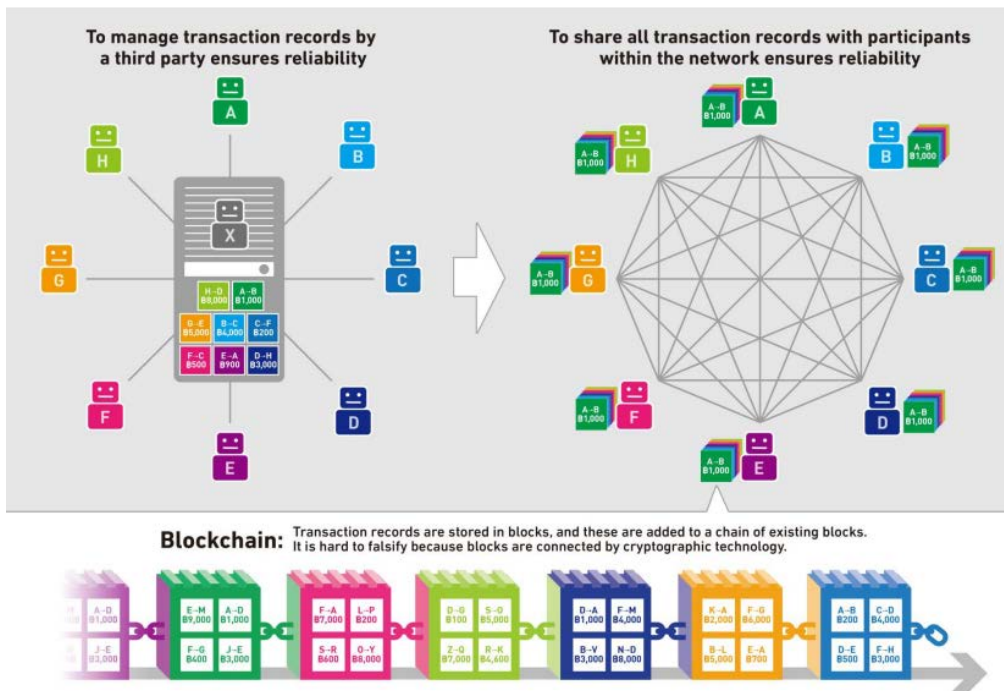 To manage transaction records by
a third party ensures reliability
To share all transaction records with participants
within the network ensures reliability
A
B
C
D
E
F
G
H
X
H→D
B8,000
A→B
B1,000
G→E
B5,000
B→C
B4,000
C→F
B200
F→C
B500
E→A
B900
D→H
B3,000
A→B
B1,000
A
B
A→B
B1,000
C
A→B
B1,000
D
A→B
B1,000
A→B
B1,000
E
A→B
B1,000
F
A→B
B1,000
G
A→B
B1,000
H
Blockchain:
Transaction records are stored in blocks, and these are added to a chain of existing blocks.
It is hard to falsify because blocks are connected by cryptographic technology.
A→D
B1,000
J→E
B3,000
E→M
B9,000
A→D
B1,000
F→G
B400
J→E
B3,000
F→A
B7,000
L→P
B200
S→R
B600
O→Y
B8,000
D→G
B100
S→O
B5,000
Z→Q
B7,000
R→K
B4,600
D→A
B1,000
F→M
B4,000
B→V
B3,000
N→D
B8,000
K→A
B2,000
F→G
B6,000
B→L
B5,000
E→A
B700
A→B
B200
C→D
B4,000
D→E
B500
F→H
B3,000